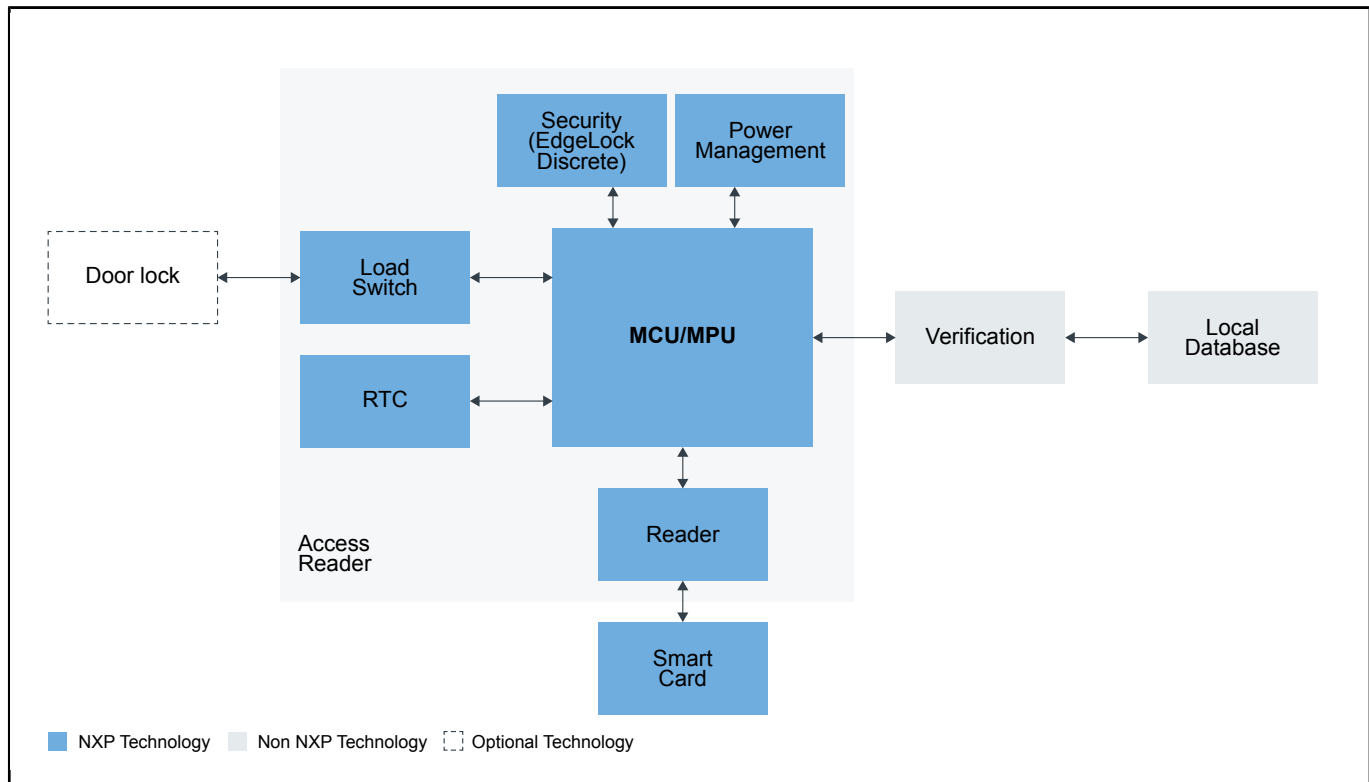 Security
(EdgeLock
Discrete)
Power
Management
Door lock
Load
Switch
MCU/MPU
Verification
Local
Database
RTC
Reader
Access
Reader
Smart
Card
NXP Technology
Non NXP Technology
Optional Technology